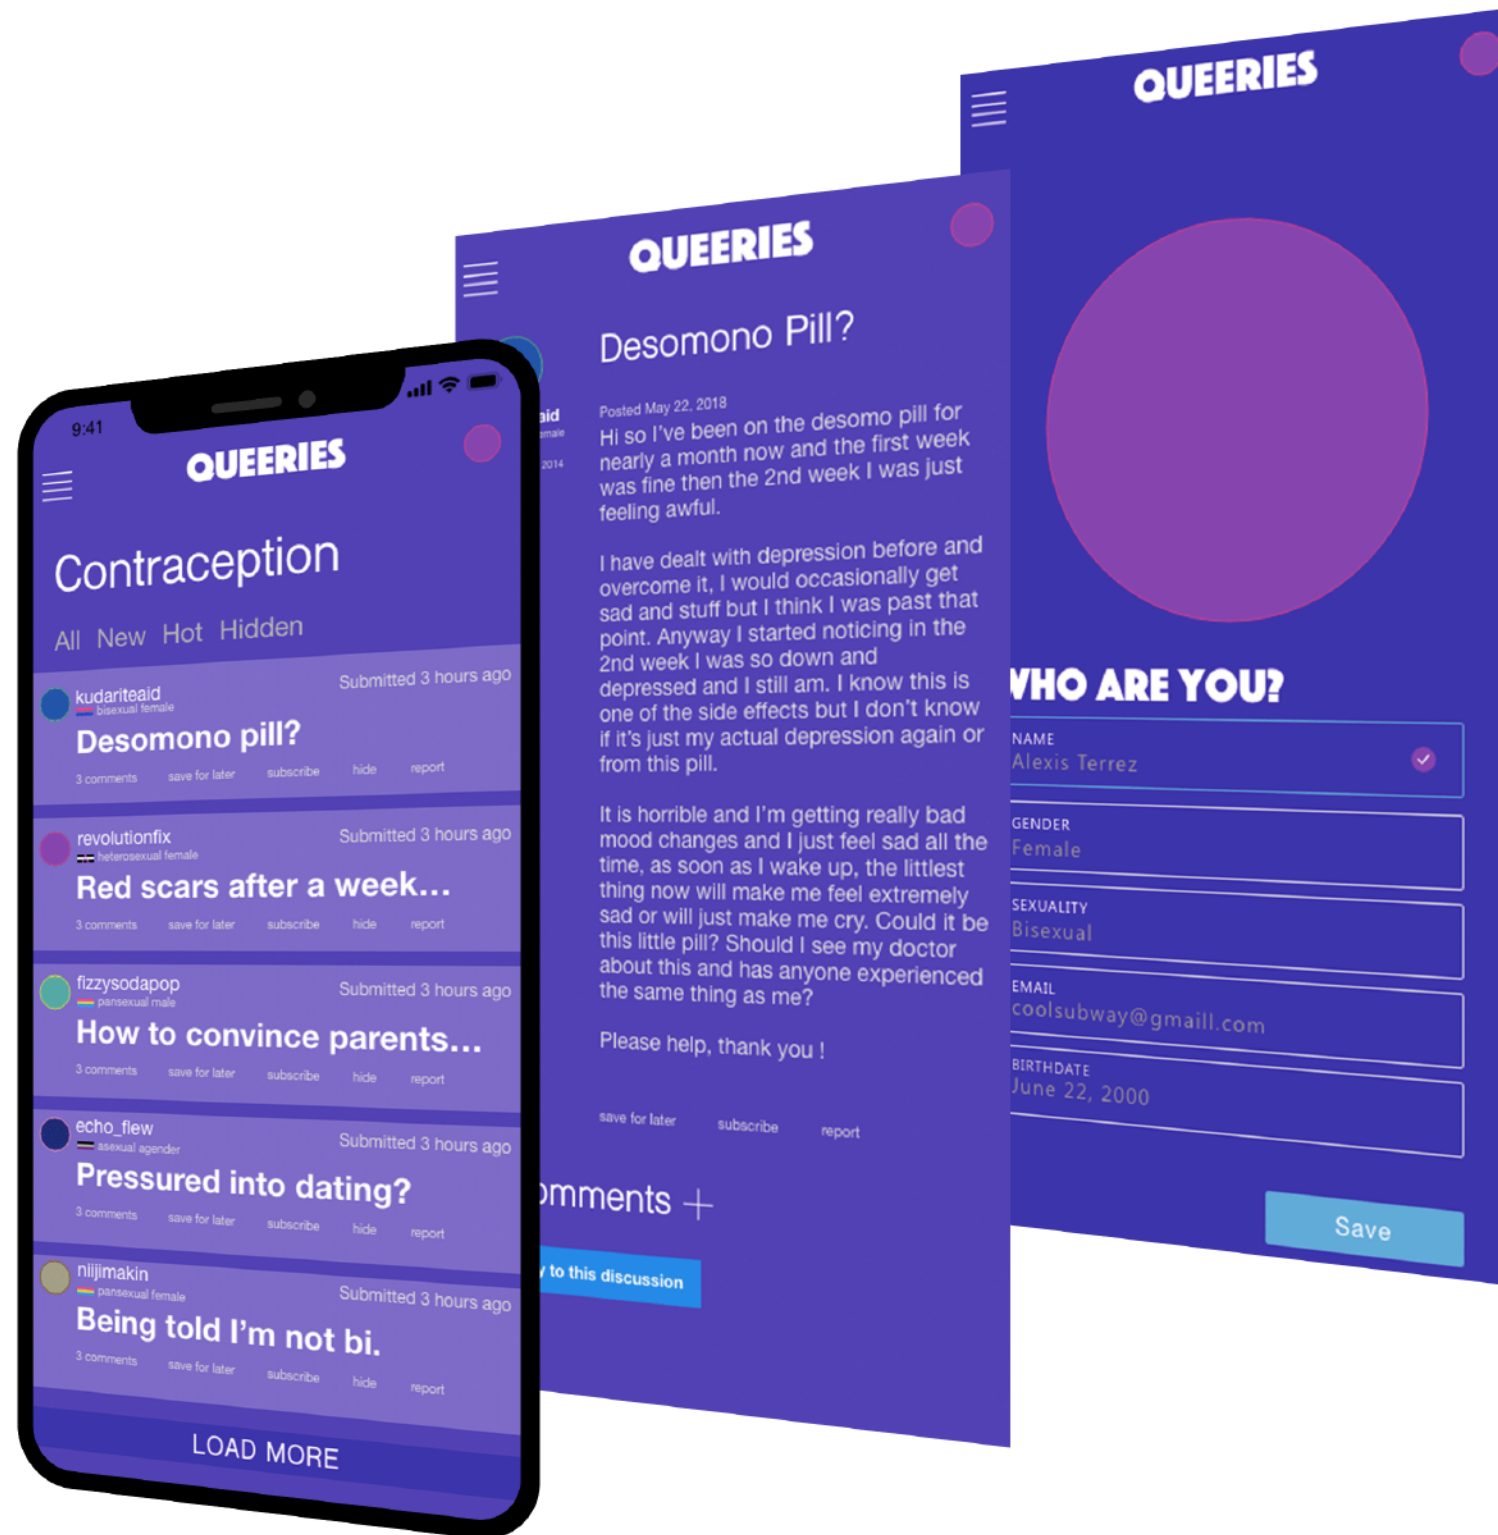 9:41
QUEERIES
Contraception
All New Hot Hidden
kudariteaid
Submitted 3 hours ago
bisexual female
Desomono pill?
3 comments save for later subscribe hide report
revolutionfix
Submitted 3 hours ago
heterosexual female
Red scars after a week...
3 comments save for later subscribe hide report
fizzysodapop
Submitted 3 hours ago
pansexual male
How to convince parents...
3 comments save for later subscribe hide report
echo_flew
Submitted 3 hours ago
asexual agender
Pressured into dating?
3 comments save for later subscribe hide report
niijimakin
Submitted 3 hours ago
pansexual female
Being told I'm not bi.
3 comments save for later subscribe hide report
LOAD MORE
QUEERIES
aid
emale
2014
Desomono Pill?
Posted May 22, 2018
Hi so I've been on the desomo pill for
nearly a month now and the first week
was fine then the 2nd week I was just
feeling awful.
I have dealt with depression before and
overcome it, I would occasionally get
sad and stuff but I think I was past that
point. Anyway I started noticing in the
2nd week I was so down and
depressed and I still am. I know this is
one of the side effects but I don't know
if it's just my actual depression again or
from this pill.
It is horrible and I'm getting really bad
mood changes and I just feel sad all the
time, as soon as I wake up, the littlest
thing now will make me feel extremely
sad or will just make me cry. Could it be
this little pill? Should I see my doctor
about this and has anyone experienced
the same thing as me?
Please help, thank you !
save for later subscribe report
omments +
y to this discussion
QUEERIES
WHO ARE YOU?
NAME
Alexis Terrez
GENDER
Female
SEXUALITY
Bisexual
EMAIL
coolsubway@gmaill.com
BIRTHDATE
June 22, 2000
Save